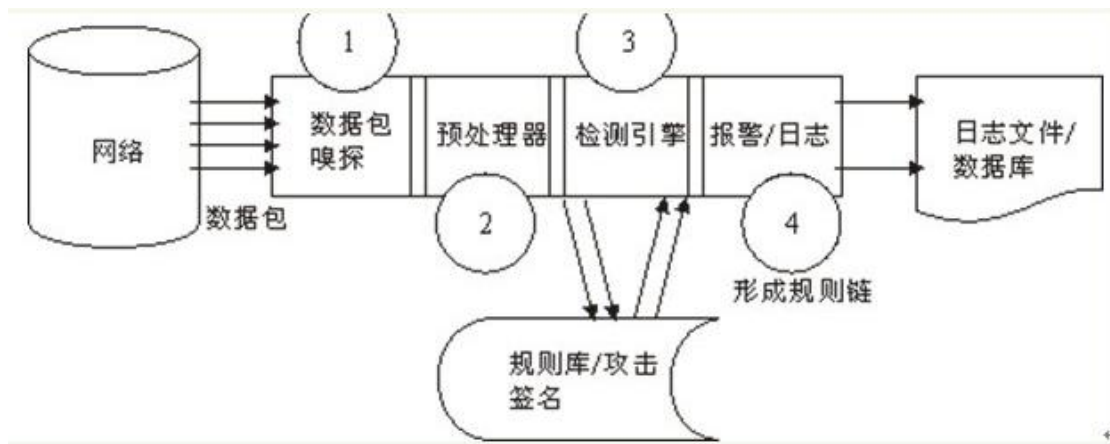 1
3
网络
数据包
嗅探
预处理器
检测引擎
报警/日志
日志文件/
数据库
数据包
2
4
形成规则链
规则库/攻击
签名